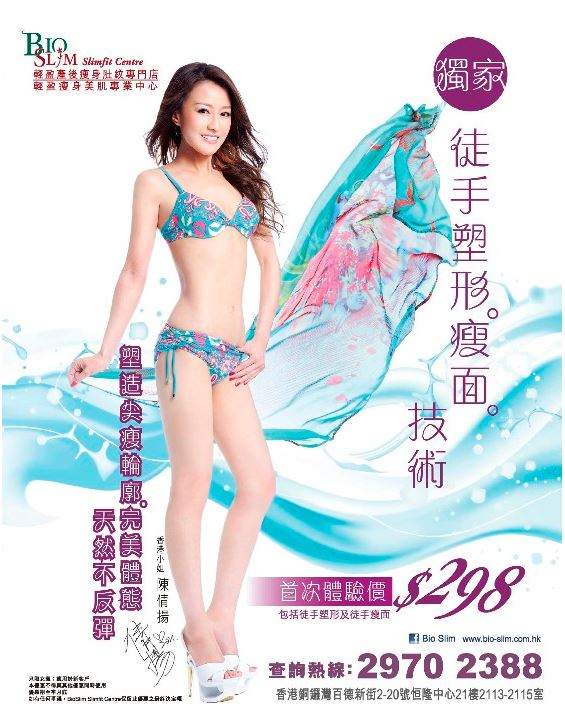 BIO
SLIM Slimfit Centre
輕盈產後瘦身肚紋專門店
輕盈瘦身美肌專業中心
獨家
徒手塑形。瘦面。
技術
塑造尖瘦輪廓。完美體態
天然不反彈
香港小姐 陳倩揚
首次體驗價 $298
包括徒手塑形及徒手瘦面
Bio Slim www.bio-slim.com.hk
查詢熱線: 2970 2388
香港銅鑼灣百德新街2-20號恒隆中心21樓2113-2115室